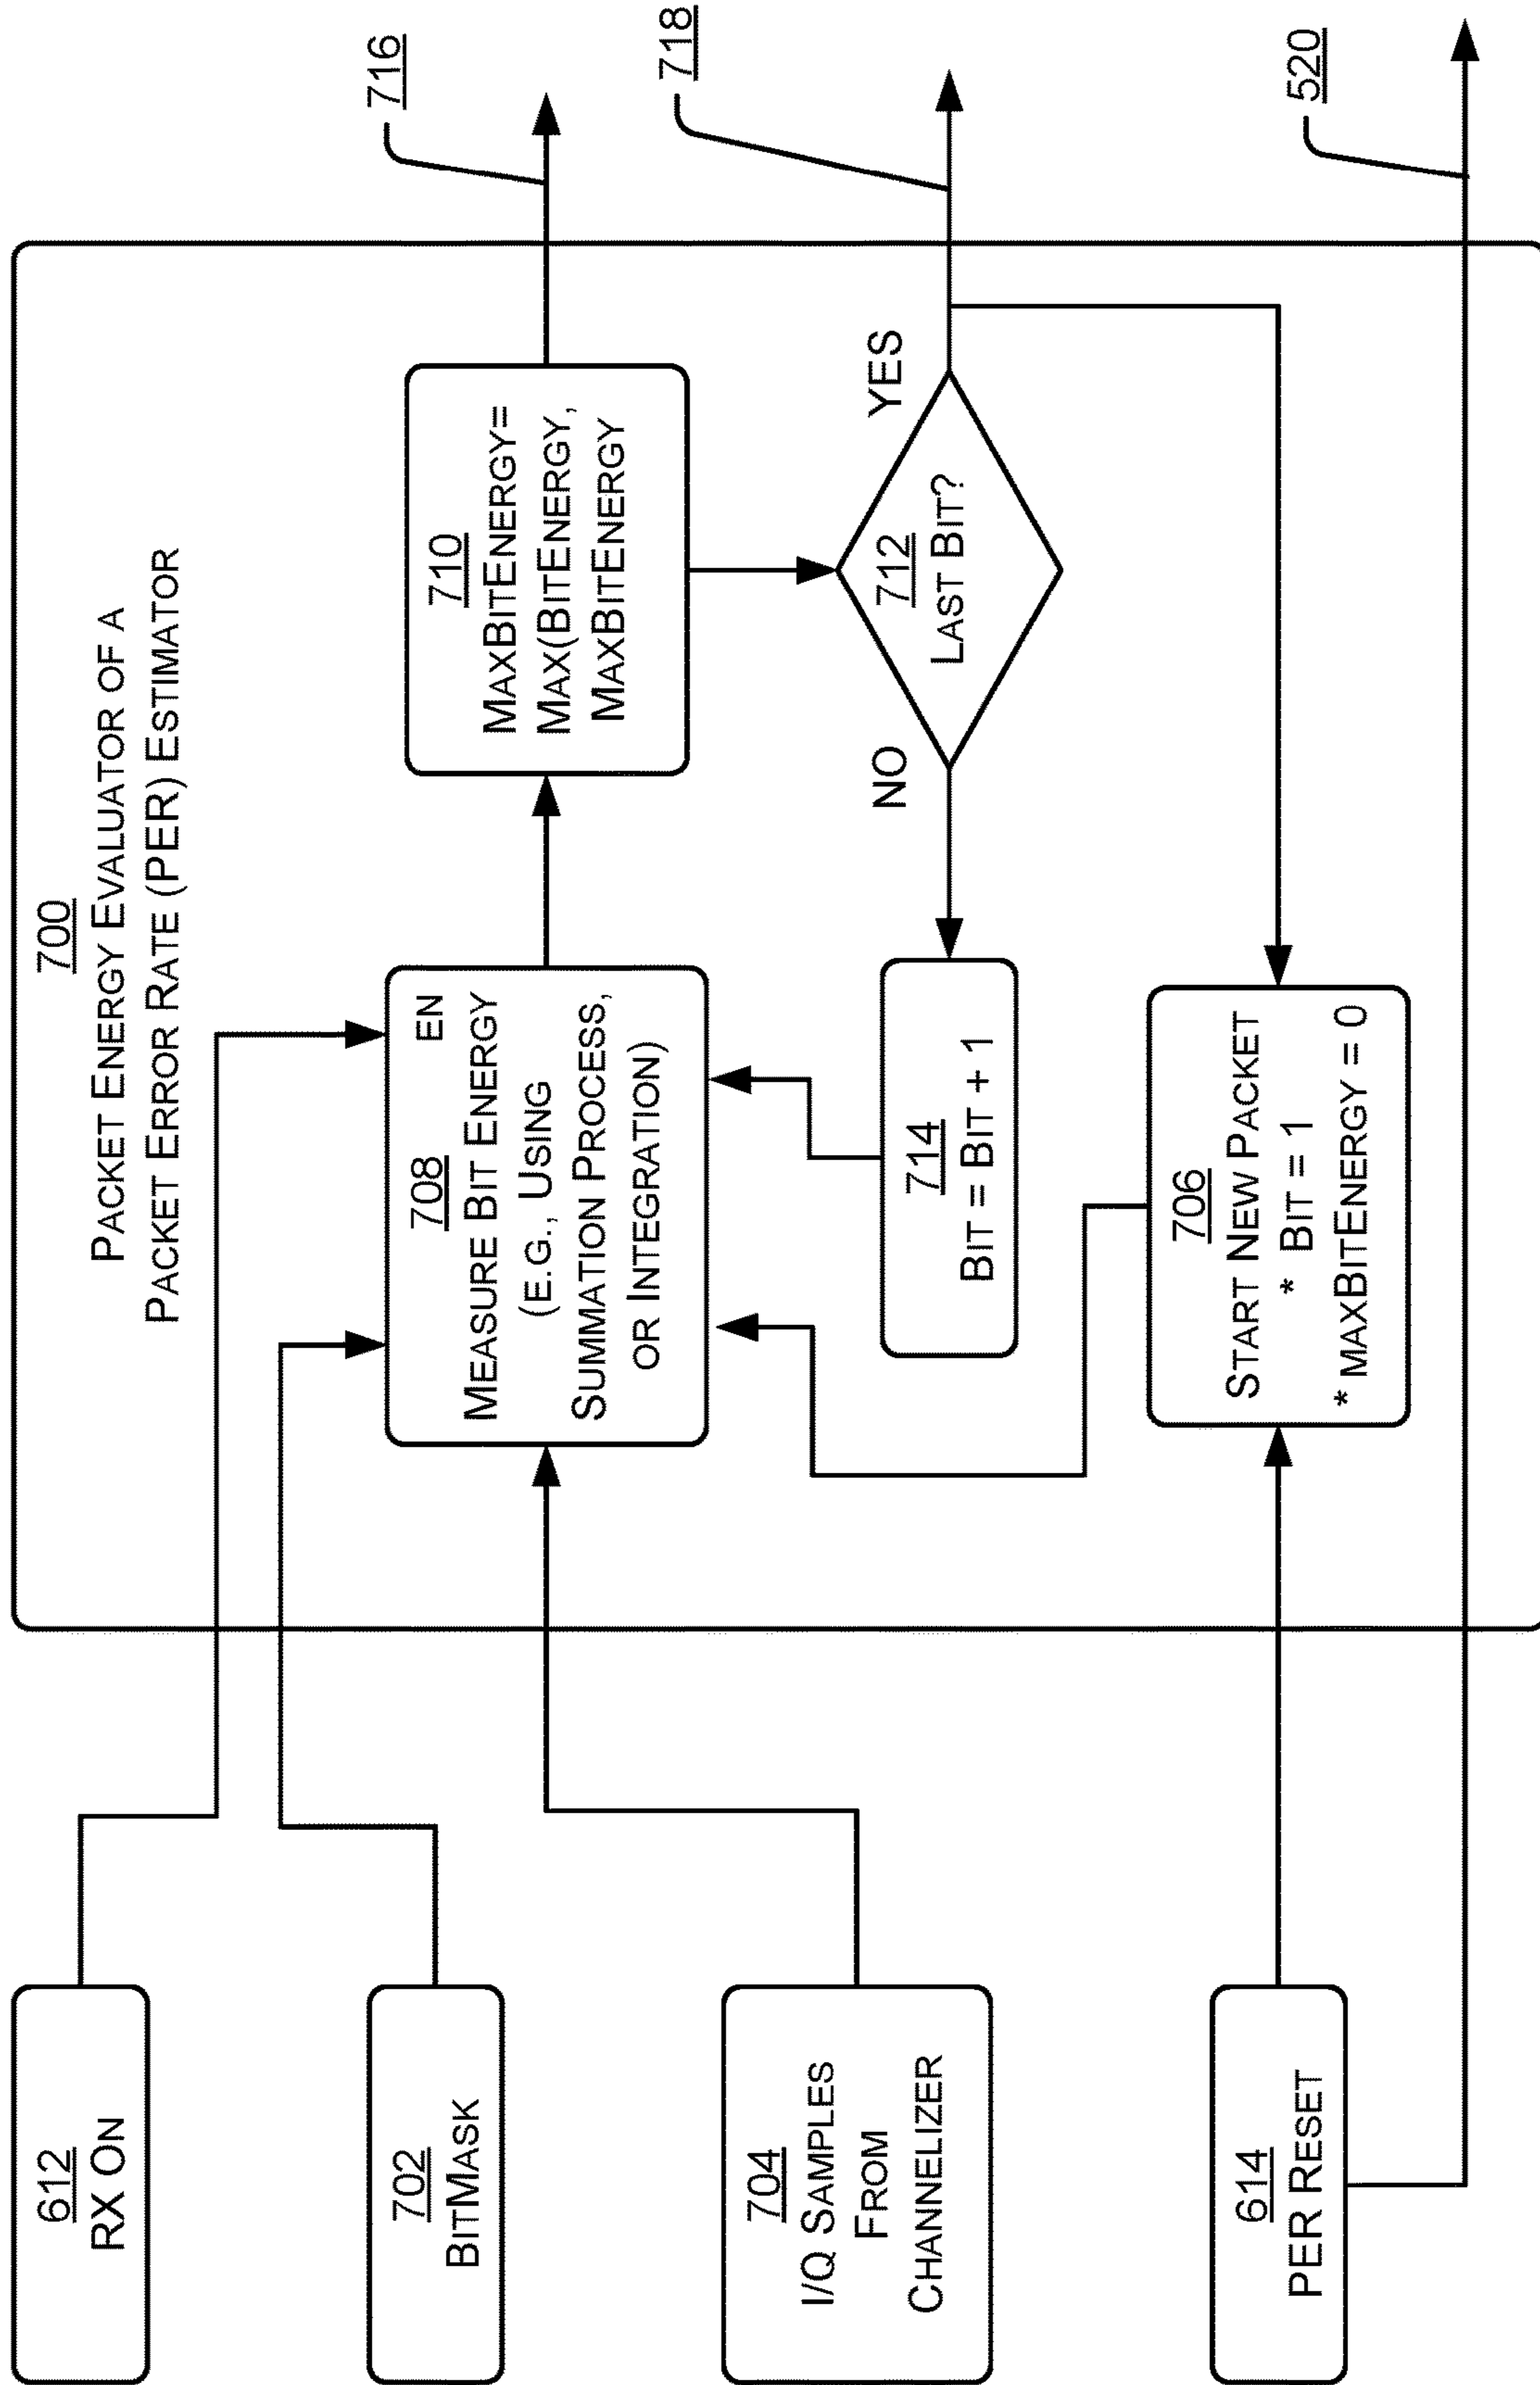 700
PACKET ENERGY EVALUATOR OF A
PACKET ERROR RATE (PER) ESTIMATOR
612
RX ON
702
BITMASK
704
I/Q SAMPLES
FROM
CHANNELIZER
614
PER RESET
EN
708
MEASURE BIT ENERGY
(E.G., USING
SUMMATION PROCESS,
OR INTEGRATION)
710
MAXBITENERGY=
MAX(BITENERGY,
MAXBITENERGY
712
LAST BIT?
NO
YES
714
BIT = BIT + 1
706
START NEW PACKET
* BIT = 1
* MAXBITENERGY = 0
716
718
520